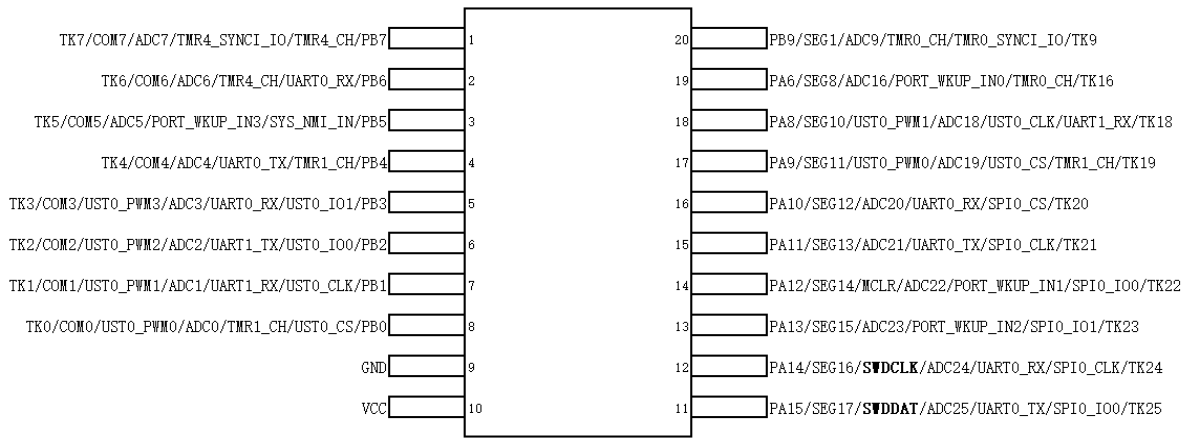 TK7/COM7/ADC7/TMR4_SYNCI_IO/TMR4_CH/PB7 1 20 PB9/SEG1/ADC9/TMR0_CH/TMR0_SYNCI_IO/TK9
TK6/COM6/ADC6/TMR4_CH/UART0_RX/PB6 2 19 PA6/SEG8/ADC16/PORT_WKUP_IN0/TMR0_CH/TK16
TK5/COM5/ADC5/PORT_WKUP_IN3/SYS_NMI_IN/PB5 3 18 PA8/SEG10/UST0_PWM1/ADC18/UST0_CLK/UART1_RX/TK18
TK4/COM4/ADC4/UART0_TX/TMR1_CH/PB4 4 17 PA9/SEG11/UST0_PWM0/ADC19/UST0_CS/TMR1_CH/TK19
TK3/COM3/UST0_PWM3/ADC3/UART0_RX/UST0_IO1/PB3 5 16 PA10/SEG12/ADC20/UART0_RX/SPI0_CS/TK20
TK2/COM2/UST0_PWM2/ADC2/UART1_TX/UST0_IO0/PB2 6 15 PA11/SEG13/ADC21/UART0_TX/SPI0_CLK/TK21
TK1/COM1/UST0_PWM1/ADC1/UART1_RX/UST0_CLK/PB1 7 14 PA12/SEG14/MCLR/ADC22/PORT_WKUP_IN1/SPI0_IO0/TK22
TK0/COM0/UST0_PWM0/ADC0/TMR1_CH/UST0_CS/PB0 8 13 PA13/SEG15/ADC23/PORT_WKUP_IN2/SPI0_IO1/TK23
GND 9 12 PA14/SEG16/SWDCLK/ADC24/UART0_RX/SPI0_CLK/TK24
VCC 10 11 PA15/SEG17/SWDDAT/ADC25/UART0_TX/SPI0_IO0/TK25